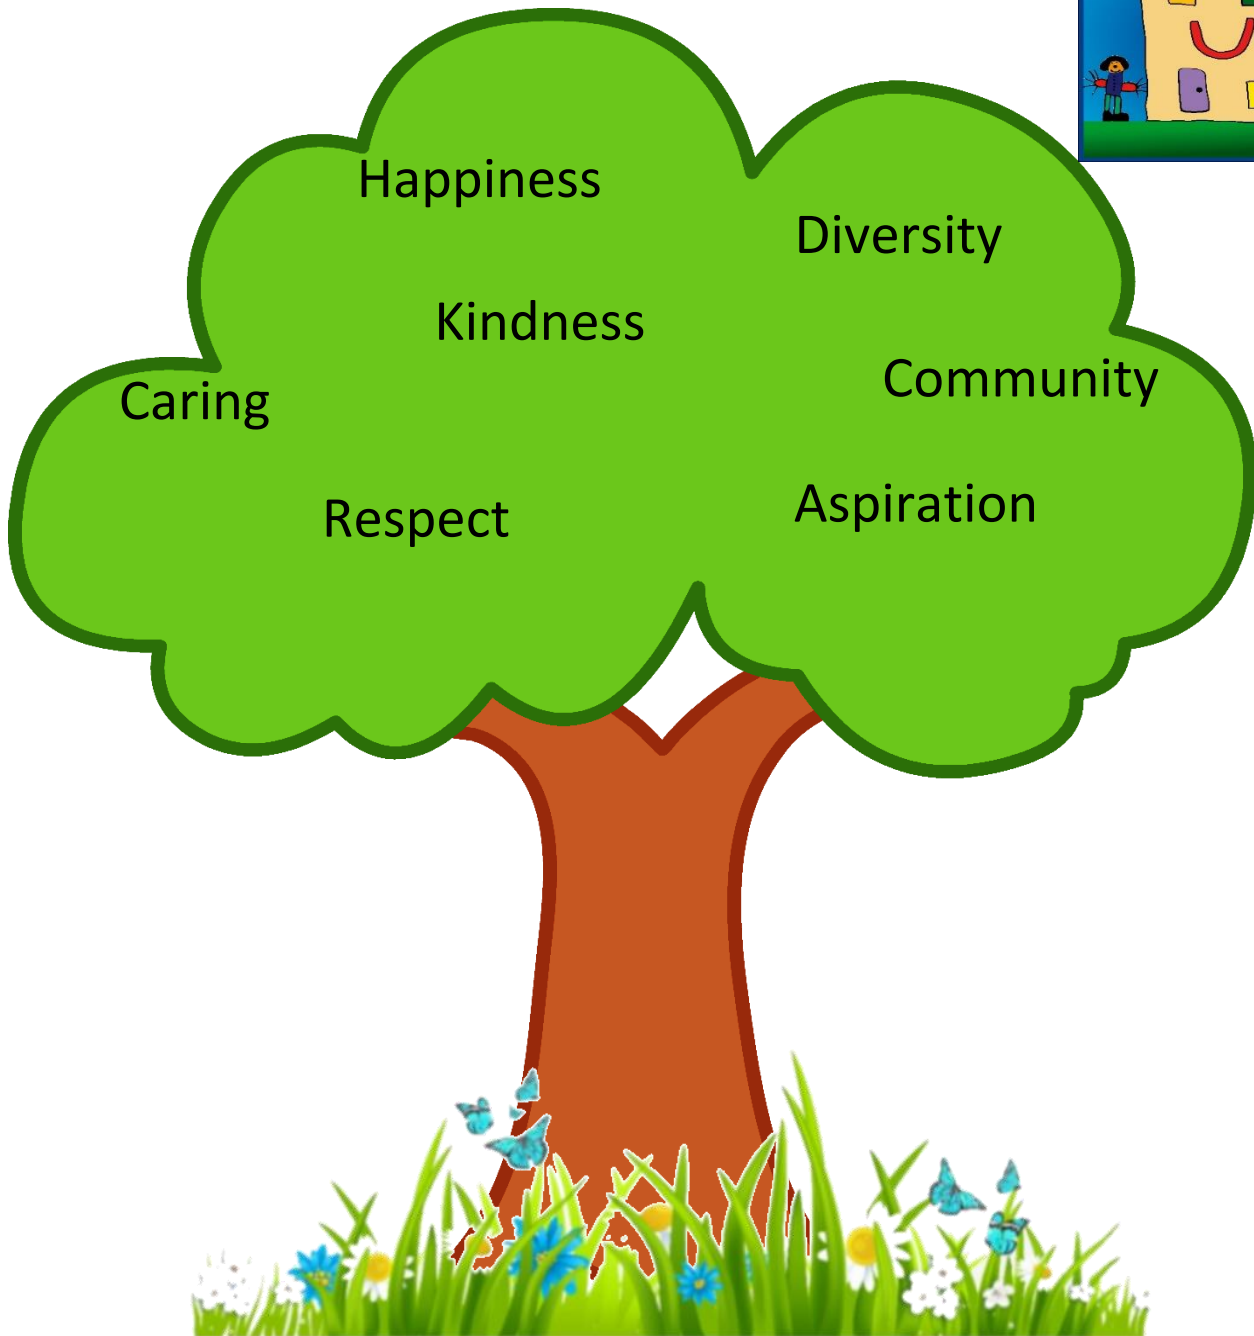 Happiness
Diversity
Kindness
Community
Caring
Aspiration
Respect